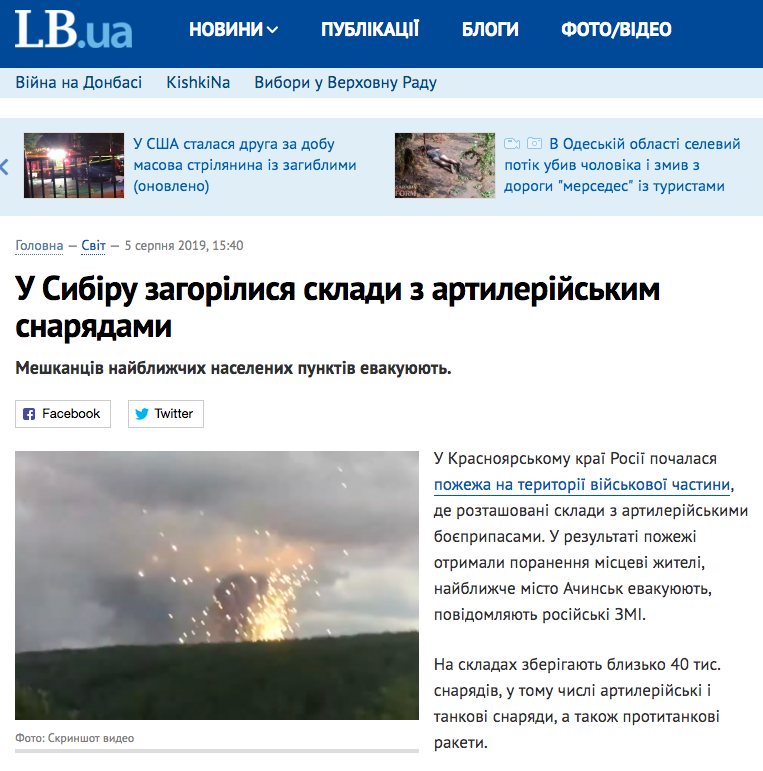 LB.ua
НОВИНИ ПУБЛІКАЦІЇ БЛОГИ ФОТО/ВІДЕО
Війна на Донбасі KishkiNa Вибори у Верховну Раду
У США сталася друга за добу
масова стрілянина із загиблими
(оновлено)
В Одеській області селевий
потік убив чоловіка і змив з
дороги "мерседес" із туристами
Головна — Світ — 5 серпня 2019, 15:40
У Сибіру загорілися склади з артилерійським
снарядами
Мешканців найближчих населених пунктів евакуюють.
Facebook Twitter
У Красноярському краї Росії почалася
пожежа на території військової частини,
де розташовані склади з артилерійськими
боєприпасами. У результаті пожежі
отримали поранення місцеві жителі,
найближче місто Ачинськ евакуюють,
повідомляють російські ЗМІ.
На складах зберігають близько 40 тис.
снарядів, у тому числі артилерійські і
танкові снаряди, а також протитанкові
ракети.
Фото: Скриншот видео